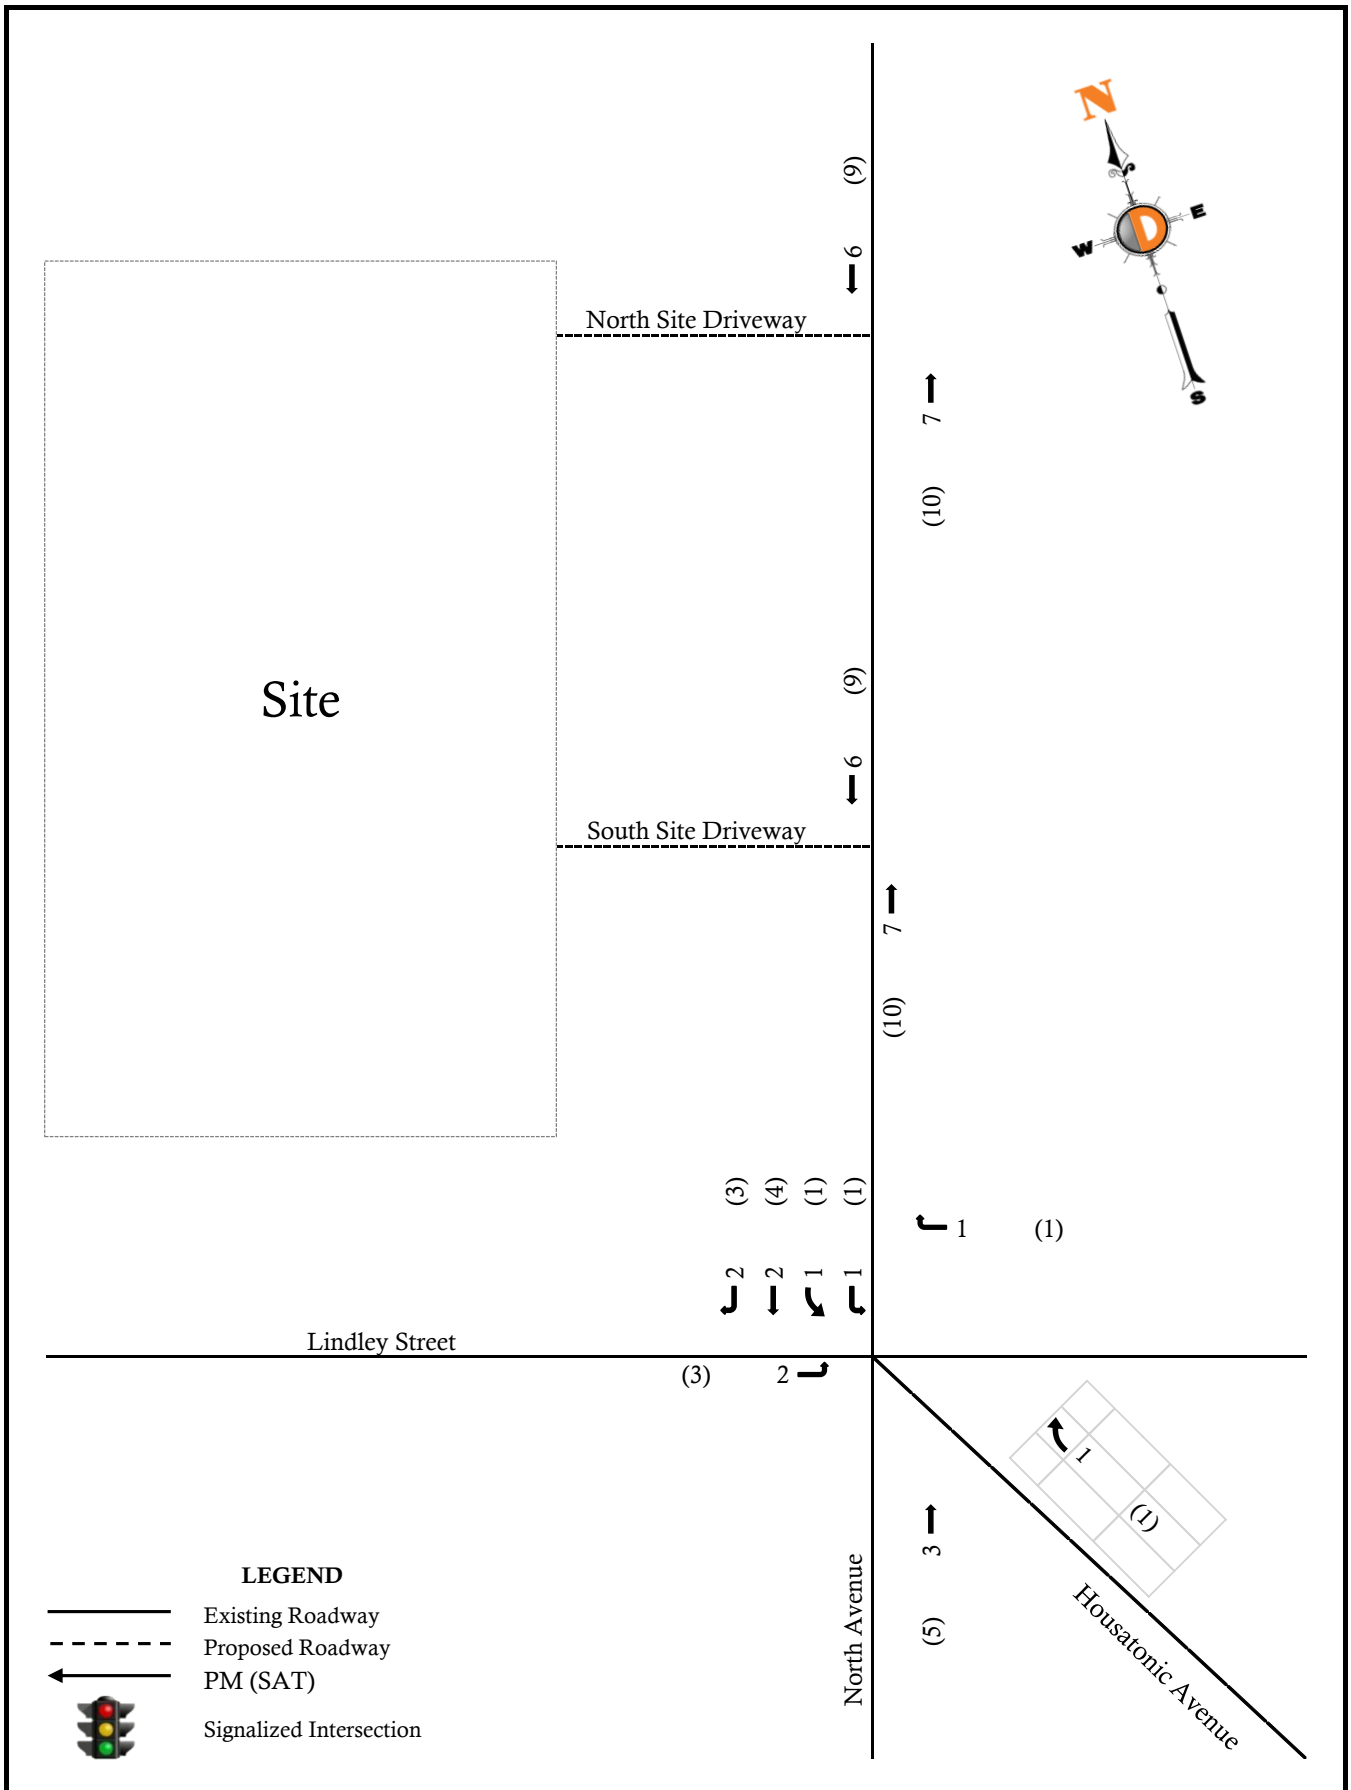 N
(9)
6
W
E
D
S
North Site Driveway
7
(10)
(9)
Site
6
South Site Driveway
7
(10)
(3) (4) (1) (1)
1 (1)
2 2 1 1
Lindley Street
(3) 2
1
(1)
3
(5)
North Avenue
Housatonic Avenue
LEGEND
Existing Roadway
Proposed Roadway
PM (SAT)
Signalized Intersection